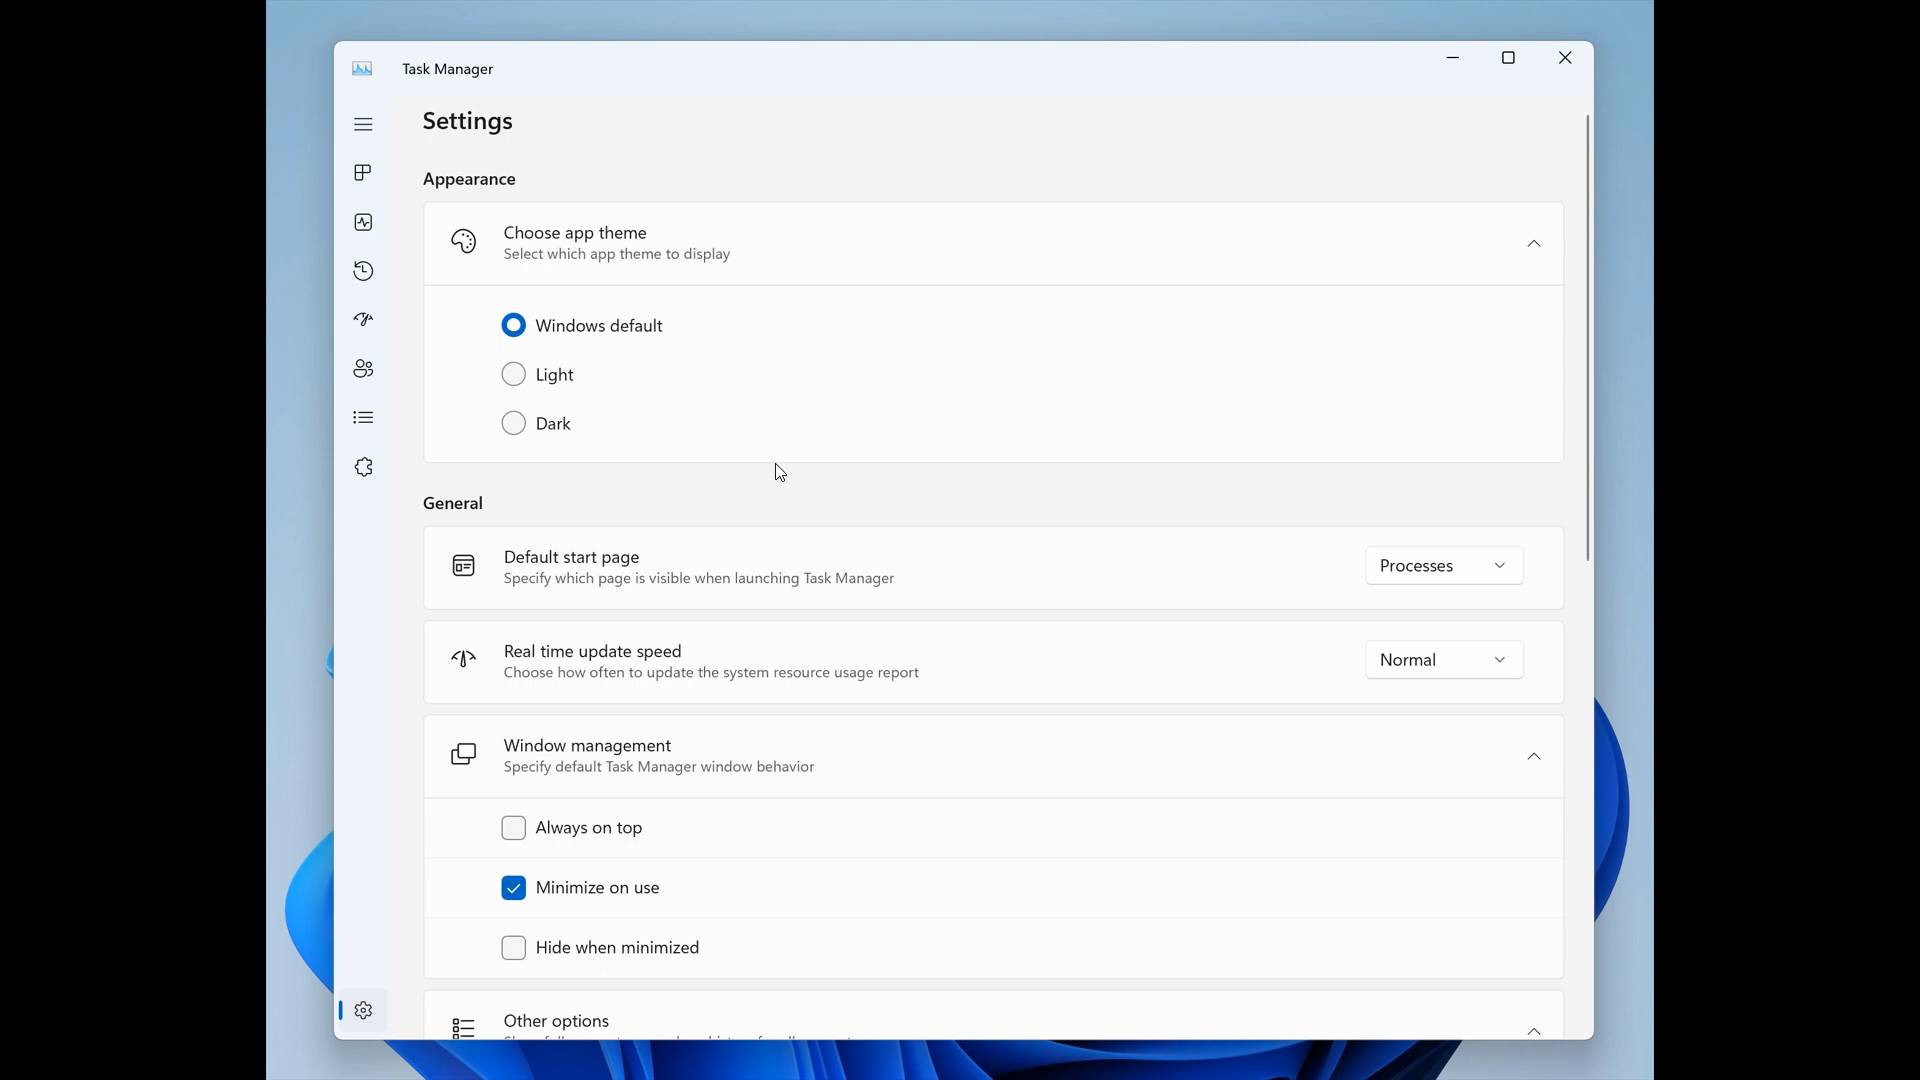 Task Manager
Settings
Appearance
Choose app theme
Select which app theme to display
Windows default
Light
Dark
General
Default start page
Specify which page is visible when launching Task Manager
Processes
Real time update speed
Choose how often to update the system resource usage report
Normal
Window management
Specify default Task Manager window behavior
Always on top
Minimize on use
Hide when minimized
Other options